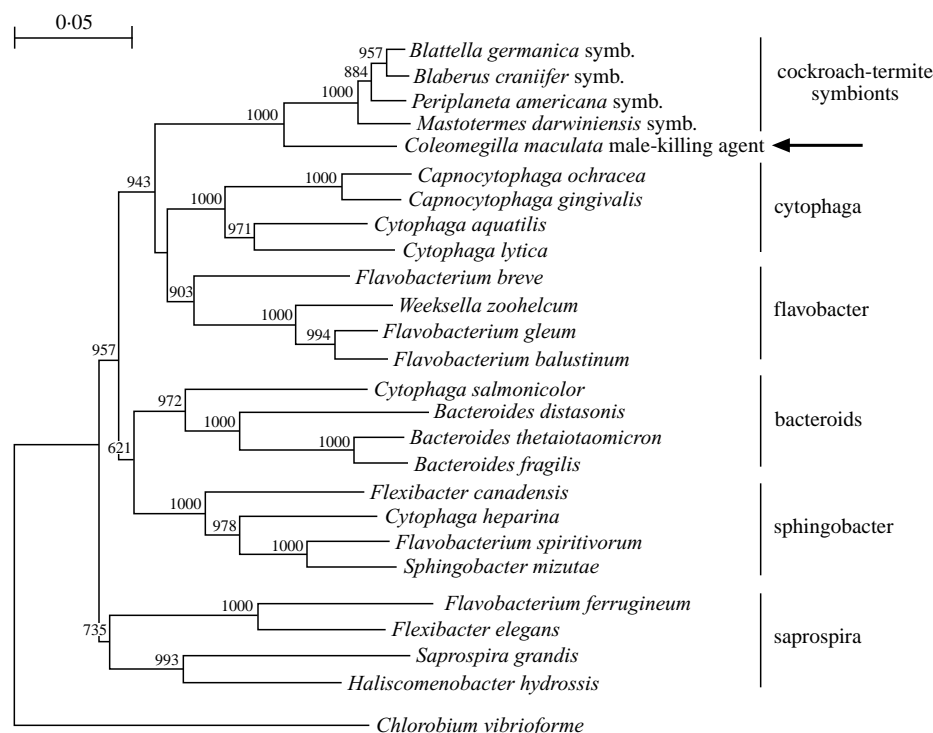 0·05
957
Blattella germanica symb.
884
Blaberus craniifer symb.
1000
Periplaneta americana symb.
1000
Mastotermes darwiniensis symb.
Coleomegilla maculata male-killing agent
cockroach-termite
symbionts
943
1000
1000
Capnocytophaga ochracea
Capnocytophaga gingivalis
971
Cytophaga aquatilis
Cytophaga lytica
cytophaga
903
Flavobacterium breve
1000
Weeksella zoohelcum
994
Flavobacterium gleum
Flavobacterium balustinum
flavobacter
957
621
972
Cytophaga salmonicolor
1000
Bacteroides distasonis
1000
Bacteroides thetaiotaomicron
Bacteroides fragilis
bacteroids
1000
Flexibacter canadensis
978
Cytophaga heparina
1000
Flavobacterium spiritivorum
Sphingobacter mizutae
sphingobacter
735
1000
Flavobacterium ferrugineum
Flexibacter elegans
993
Saprospira grandis
Haliscomenobacter hydrossis
saprospira
Chlorobium vibrioforme